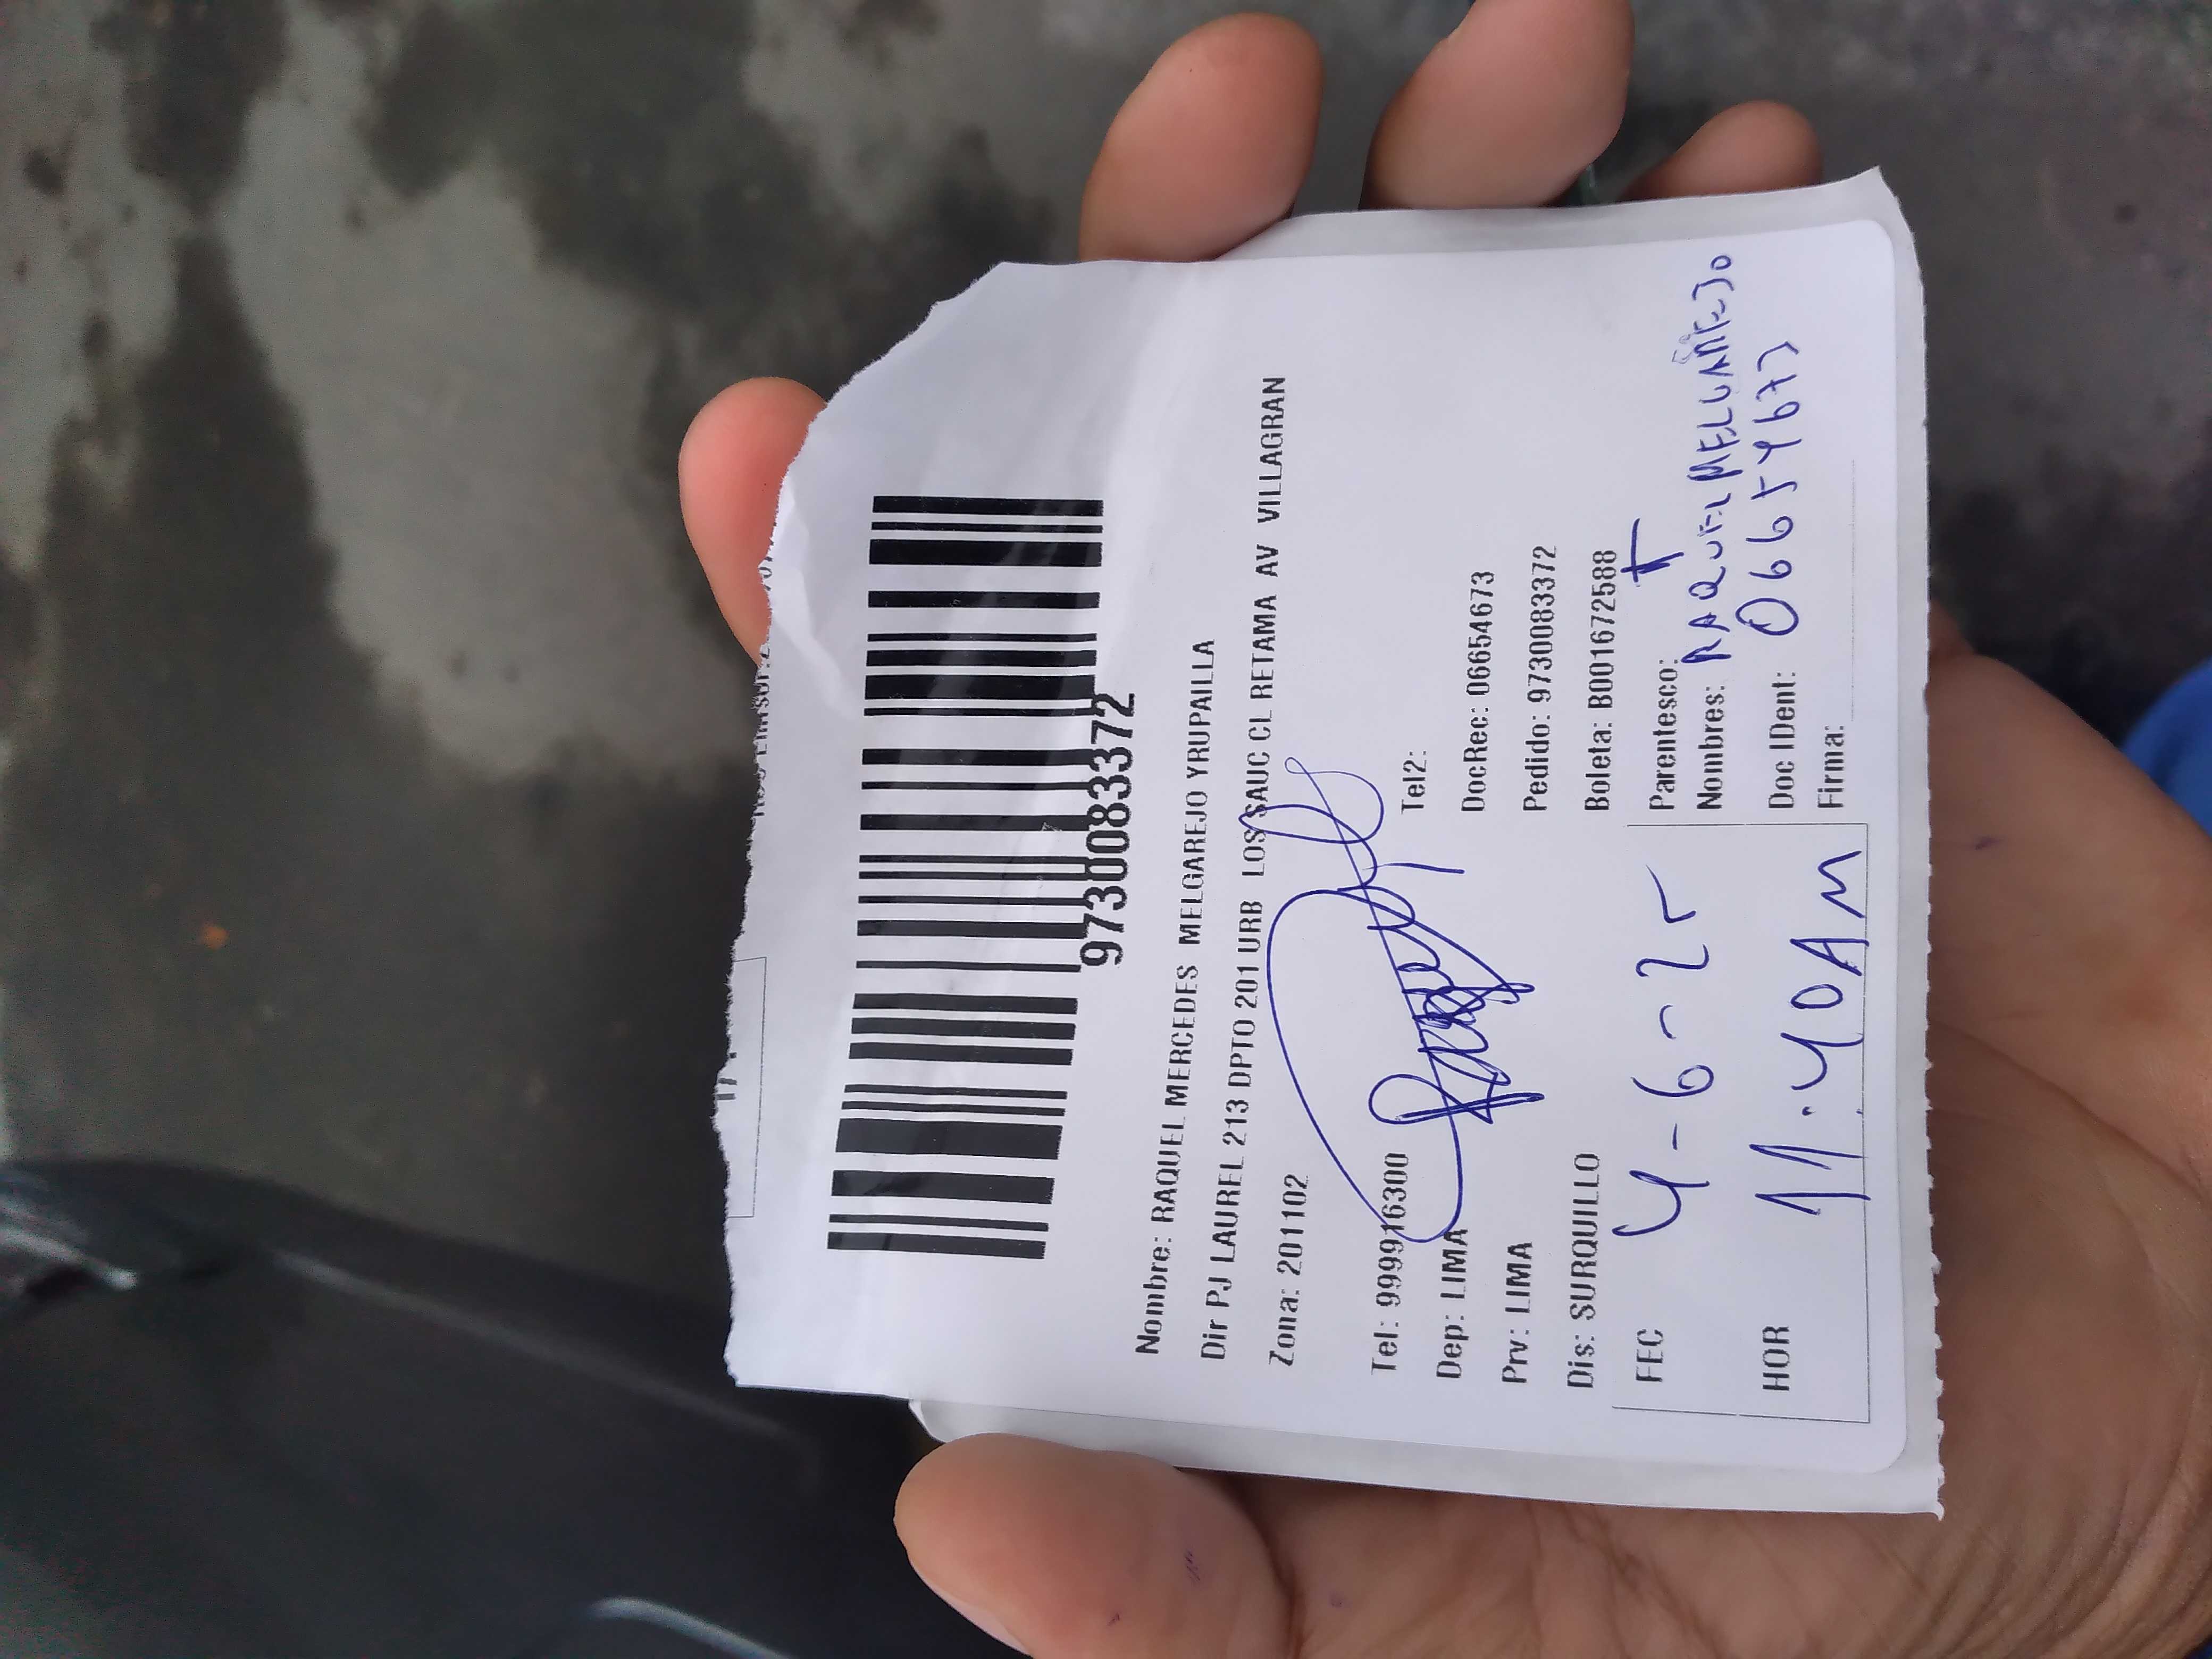 9730083372
Nombre: RAQUEL MERCEDES MELGAREJO YRUPAILLA
Dir PJ LAUREL 213 DPTO 201 URB LOS SAUC CL RETAMA AV VILLAGRAN
Zona: 201102
Tel: 999916300 Tel2:
Dep: LIMA DocRec: 06654673
Prv: LIMA Pedido: 9730083372
Dis: SURQUILLO Boleta: B001672588
FEC 4-6-25 Parentesco: T
Nombres: RAQUEL MELGAREJO
HOR 11:40AM Doc IDent: 06654673
Firma: